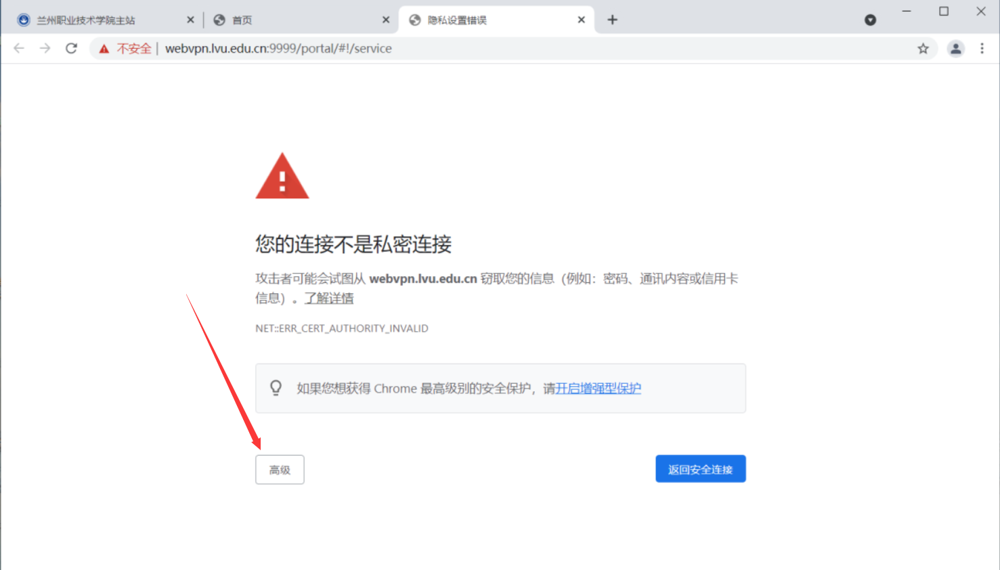 兰州职业技术学院主站
首页
隐私设置错误
不安全 | webvpn.lvu.edu.cn:9999/portal/#!/service
您的连接不是私密连接
攻击者可能会试图从 webvpn.lvu.edu.cn 窃取您的信息（例如：密码、通讯内容或信用卡
信息）。了解详情
NET::ERR_CERT_AUTHORITY_INVALID
如果您想获得 Chrome 最高级别的安全保护，请开启增强型保护
高级
返回安全连接